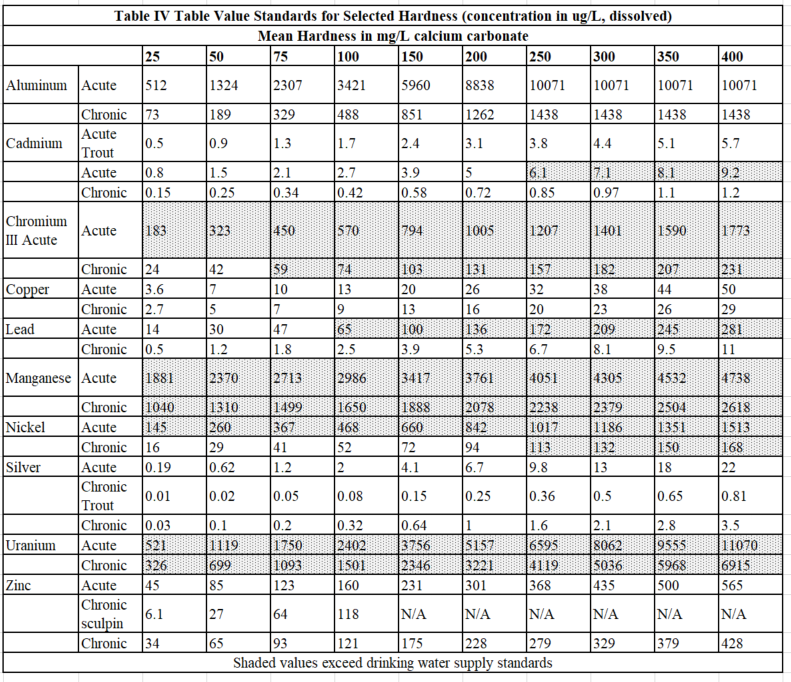 Table IV Table Value Standards for Selected Hardness (concentration in ug/L, dissolved)
Mean Hardness in mg/L calcium carbonate
25 50 75 100 150 200 250 300 350 400
Aluminum Acute 512 1324 2307 3421 5960 8838 10071 10071 10071 10071
Chronic 73 189 329 488 851 1262 1438 1438 1438 1438
Cadmium Acute Trout 0.5 0.9 1.3 1.7 2.4 3.1 3.8 4.4 5.1 5.7
Acute 0.8 1.5 2.1 2.7 3.9 5 6.1 7.1 8.1 9.2
Chronic 0.15 0.25 0.34 0.42 0.58 0.72 0.85 0.97 1.1 1.2
Chromium III Acute Acute 183 323 450 570 794 1005 1207 1401 1590 1773
Chronic 24 42 59 74 103 131 157 182 207 231
Copper Acute 3.6 7 10 13 20 26 32 38 44 50
Chronic 2.7 5 7 9 13 16 20 23 26 29
Lead Acute 14 30 47 65 100 136 172 209 245 281
Chronic 0.5 1.2 1.8 2.5 3.9 5.3 6.7 8.1 9.5 11
Manganese Acute 1881 2370 2713 2986 3417 3761 4051 4305 4532 4738
Chronic 1040 1310 1499 1650 1888 2078 2238 2379 2504 2618
Nickel Acute 145 260 367 468 660 842 1017 1186 1351 1513
Chronic 16 29 41 52 72 94 113 132 150 168
Silver Acute 0.19 0.62 1.2 2 4.1 6.7 9.8 13 18 22
Chronic Trout 0.01 0.02 0.05 0.08 0.15 0.25 0.36 0.5 0.65 0.81
Chronic 0.03 0.1 0.2 0.32 0.64 1 1.6 2.1 2.8 3.5
Uranium Acute 521 1119 1750 2402 3756 5157 6595 8062 9555 11070
Chronic 326 699 1093 1501 2346 3221 4119 5036 5968 6915
Zinc Acute 45 85 123 160 231 301 368 435 500 565
Chronic sculpin 6.1 27 64 118 N/A N/A N/A N/A N/A N/A
Chronic 34 65 93 121 175 228 279 329 379 428
Shaded values exceed drinking water supply standards